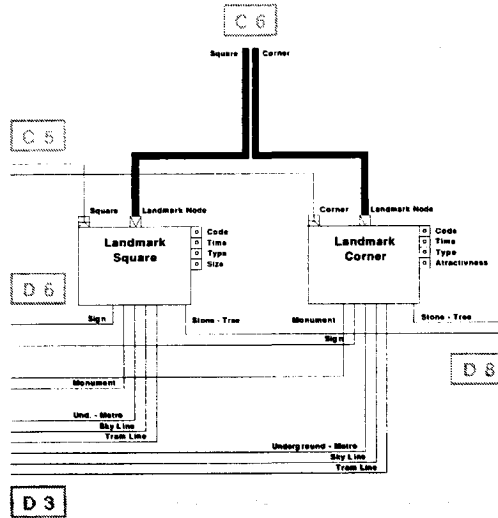 C 6
Square Corner
C 5
Square Landmark Node
Corner Landmark Node
Landmark Square
Code
Time
Type
Size
Landmark Corner
Code
Time
Type
Atractivness
D 6
Sign
Stone - Tree
Monument
Stone - Tree
Sign
D 8
Monument
Und. - Metro
Sky Line
Tram Line
Underground - Metro
Sky Line
Tram Line
D 3